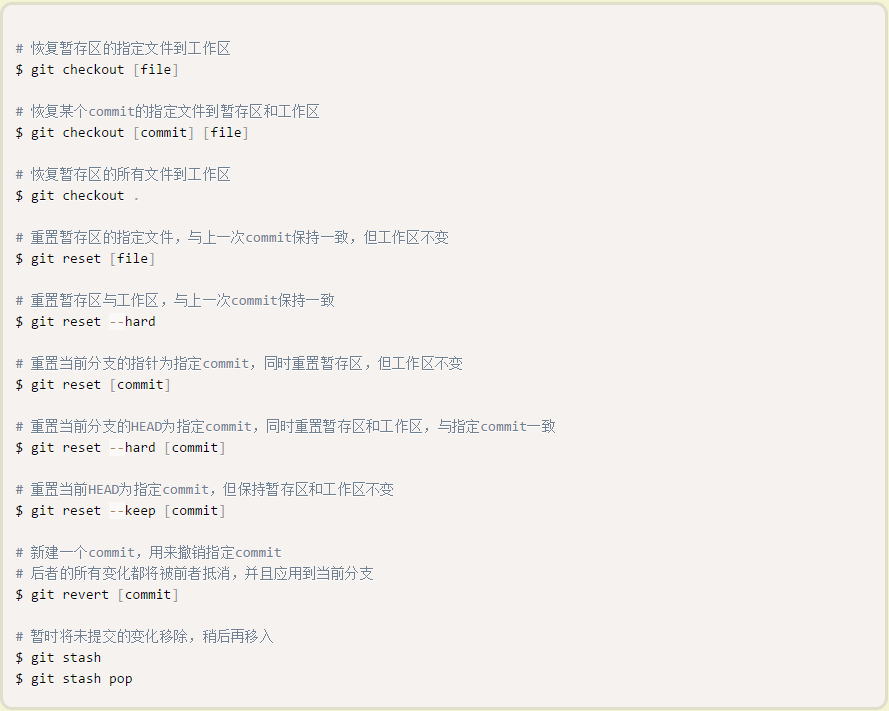 # 恢复暂存区的指定文件到工作区
$ git checkout [file]
# 恢复某个commit的指定文件到暂存区和工作区
$ git checkout [commit] [file]
# 恢复暂存区的所有文件到工作区
$ git checkout .
# 重置暂存区的指定文件，与上一次commit保持一致，但工作区不变
$ git reset [file]
# 重置暂存区与工作区，与上一次commit保持一致
$ git reset --hard
# 重置当前分支的指针为指定commit，同时重置暂存区，但工作区不变
$ git reset [commit]
# 重置当前分支的HEAD为指定commit，同时重置暂存区和工作区，与指定commit一致
$ git reset --hard [commit]
# 重置当前HEAD为指定commit，但保持暂存区和工作区不变
$ git reset --keep [commit]
# 新建一个commit，用来撤销指定commit
# 后者的所有变化都将被前者抵消，并且应用到当前分支
$ git revert [commit]
# 暂时将未提交的变化移除，稍后再移入
$ git stash
$ git stash pop